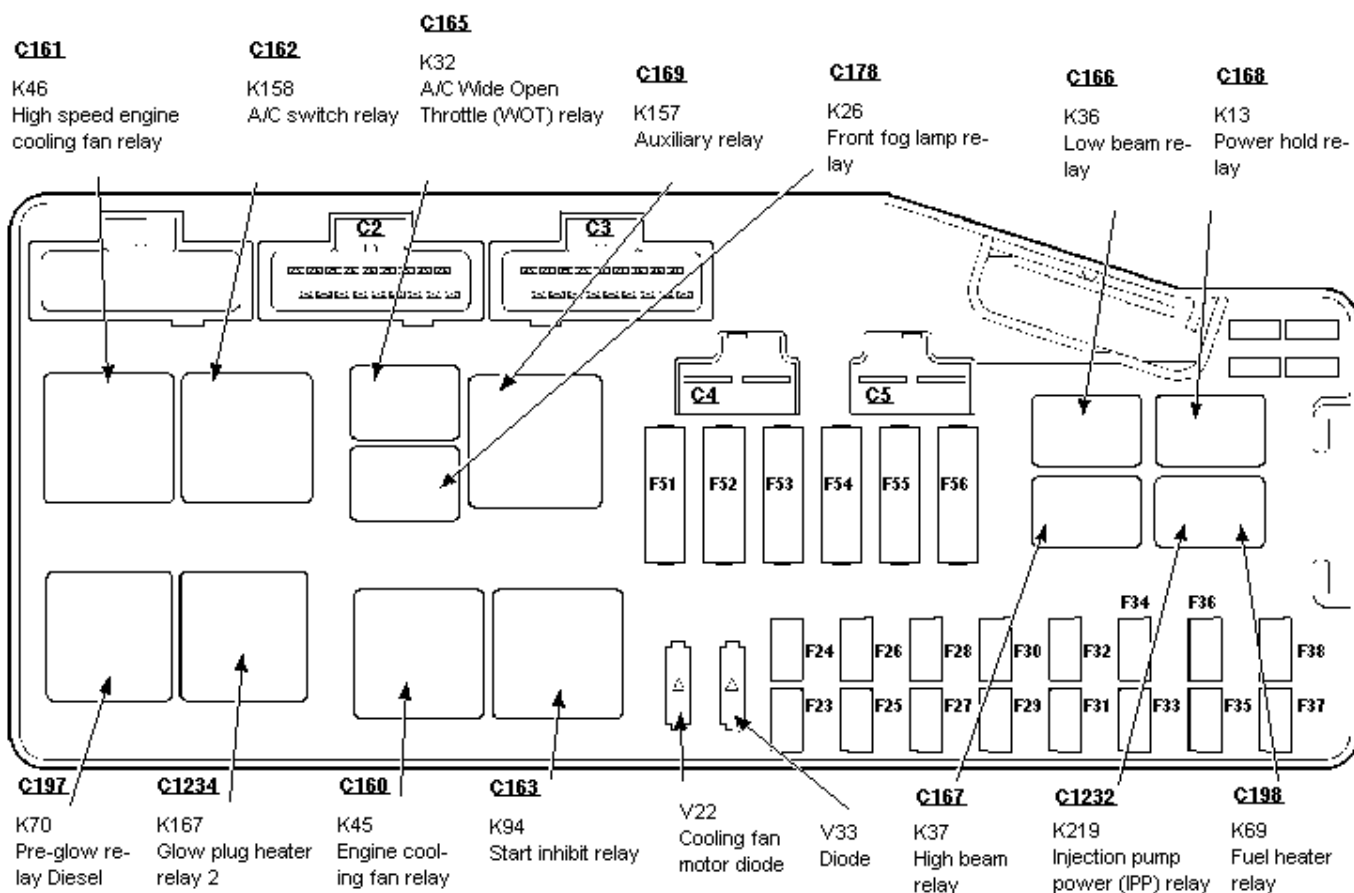 C161
K46
High speed engine
cooling fan relay
C162
K158
A/C switch relay
C165
K32
A/C Wide Open
Throttle (WOT) relay
C169
K157
Auxiliary relay
C178
K26
Front fog lamp re-
lay
C166
K36
Low beam re-
lay
C168
K13
Power hold re-
lay
C2
C3
C4
C5
F51
F52
F53
F54
F55
F56
F34
F36
F24
F26
F28
F30
F32
F38
F23
F25
F27
F29
F31
F33
F35
F37
C197
K70
Pre-glow re-
lay Diesel
C1234
K167
Glow plug heater
relay 2
C160
K45
Engine cool-
ing fan relay
C163
K94
Start inhibit relay
V22
Cooling fan
motor diode
V33
Diode
C167
K37
High beam
relay
C1232
K219
Injection pump
power (IPP) relay
C198
K69
Fuel heater
relay